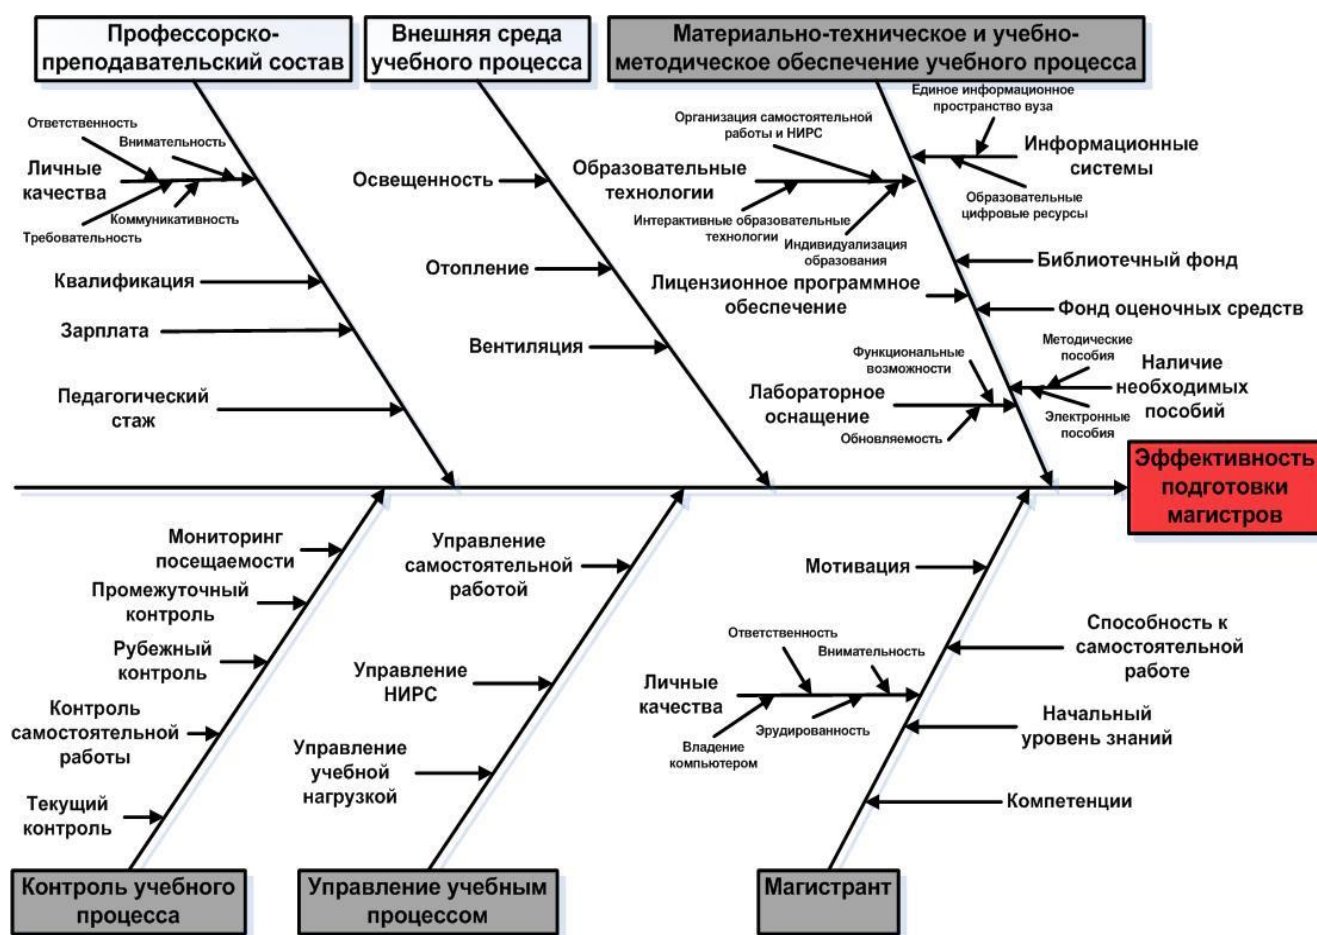 Профессорско-
преподавательский состав
Внешняя среда
учебного процесса
Материально-техническое и учебно-
методическое обеспечение учебного процесса
Ответственность
Внимательность
Личные
качества
Коммуникативность
Требовательность
Квалификация
Зарплата
Педагогический
стаж
Освещенность
Отопление
Вентиляция
Единое информационное
пространство вуза
Организация самостоятельной
работы и НИРС
Образовательные
технологии
Информационные
системы
Образовательные
цифровые ресурсы
Интерактивные образовательные
технологии
Индивидуализация
образования
Библиотечный фонд
Лицензионное программное
обеспечение
Фонд оценочных средств
Методические
пособия
Функциональные
возможности
Наличие
необходимых
пособий
Лабораторное
оснащение
Электронные
пособия
Обновляемость
Эффективность
подготовки
магистров
Мониторинг
посещаемости
Промежуточный
контроль
Рубежный
контроль
Контроль
самостоятельной
работы
Текущий
контроль
Управление
самостоятельной
работой
Управление
НИРС
Управление
учебной
нагрузкой
Мотивация
Способность к
самостоятельной
работе
Ответственность
Внимательность
Личные
качества
Эрудированность
Владение
компьютером
Начальный
уровень знаний
Компетенции
Контроль учебного
процесса
Управление учебным
процессом
Магистрант